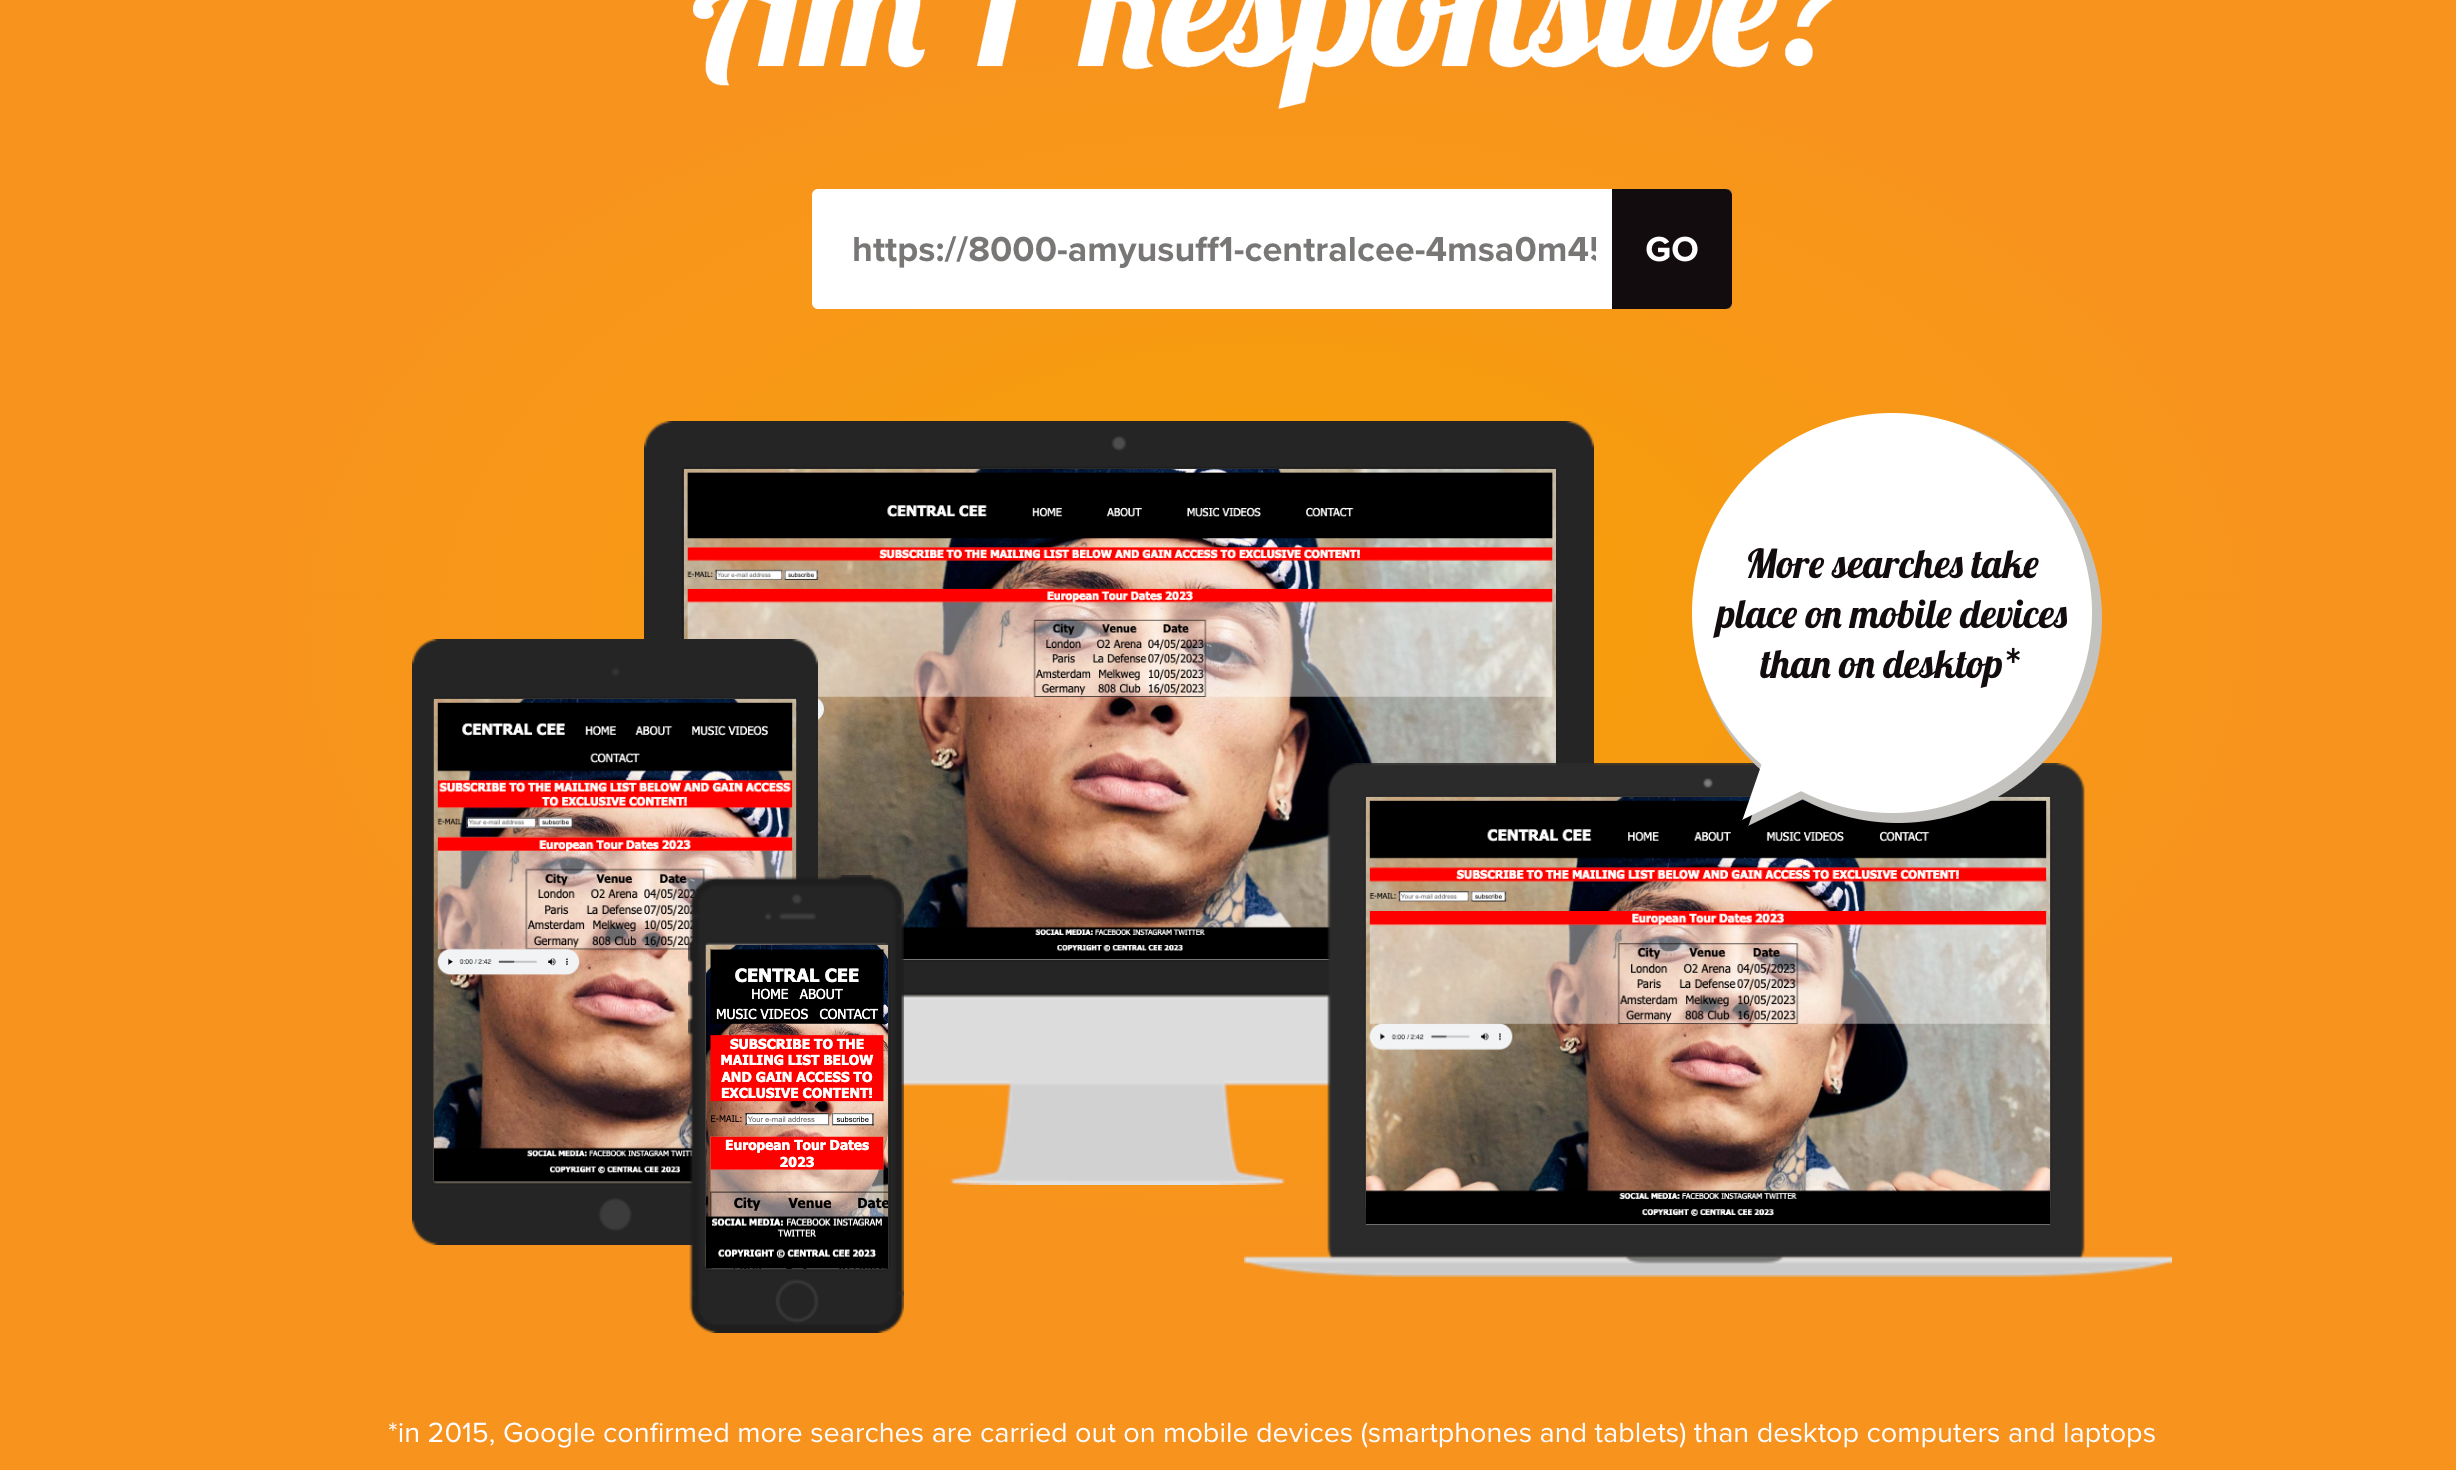 Am I Responsive?
https://8000-amyusuff1-centralcee-4msa0m45
GO
CENTRAL CEE HOME ABOUT MUSIC VIDEOS CONTACT
SUBSCRIBE TO THE MAILING LIST BELOW AND GAIN ACCESS TO EXCLUSIVE CONTENT!
E-MAIL: Your e-mail address subscribe
European Tour Dates 2023
City Venue Date
London O2 Arena 04/05/2023
Paris La Defense 07/05/2023
Amsterdam Melkweg 10/05/2023
Germany 808 Club 16/05/2023
SOCIAL MEDIA: FACEBOOK INSTAGRAM TWITTER
COPYRIGHT © CENTRAL CEE 2023
More searches take
place on mobile devices
than on desktop*
CENTRAL CEE HOME ABOUT MUSIC VIDEOS
CONTACT
SUBSCRIBE TO THE MAILING LIST BELOW AND GAIN ACCESS
TO EXCLUSIVE CONTENT!
E-MAIL: Your e-mail address subscribe
European Tour Dates 2023
City Venue Date
London O2 Arena 04/05/202
Paris La Defense 07/05/202
Amsterdam Melkweg 10/05/202
Germany 808 Club 16/05/202
0:00 / 2:42
SOCIAL MEDIA: FACEBOOK INSTAGRAM TWIT
COPYRIGHT © CENTRAL CEE 2023
CENTRAL CEE
HOME ABOUT
MUSIC VIDEOS CONTACT
SUBSCRIBE TO THE
MAILING LIST BELOW
AND GAIN ACCESS TO
EXCLUSIVE CONTENT!
E-MAIL: Your e-mail address subscribe
European Tour Dates
2023
City Venue Date
SOCIAL MEDIA: FACEBOOK INSTAGRAM
TWITTER
COPYRIGHT © CENTRAL CEE 2023
CENTRAL CEE HOME ABOUT MUSIC VIDEOS CONTACT
SUBSCRIBE TO THE MAILING LIST BELOW AND GAIN ACCESS TO EXCLUSIVE CONTENT!
E-MAIL: Your e-mail address subscribe
European Tour Dates 2023
City Venue Date
London O2 Arena 04/05/2023
Paris La Defense 07/05/2023
Amsterdam Melkweg 10/05/2023
Germany 808 Club 16/05/2023
0:00 / 2:42
SOCIAL MEDIA: FACEBOOK INSTAGRAM TWITTER
COPYRIGHT © CENTRAL CEE 2023
*in 2015, Google confirmed more searches are carried out on mobile devices (smartphones and tablets) than desktop computers and laptops